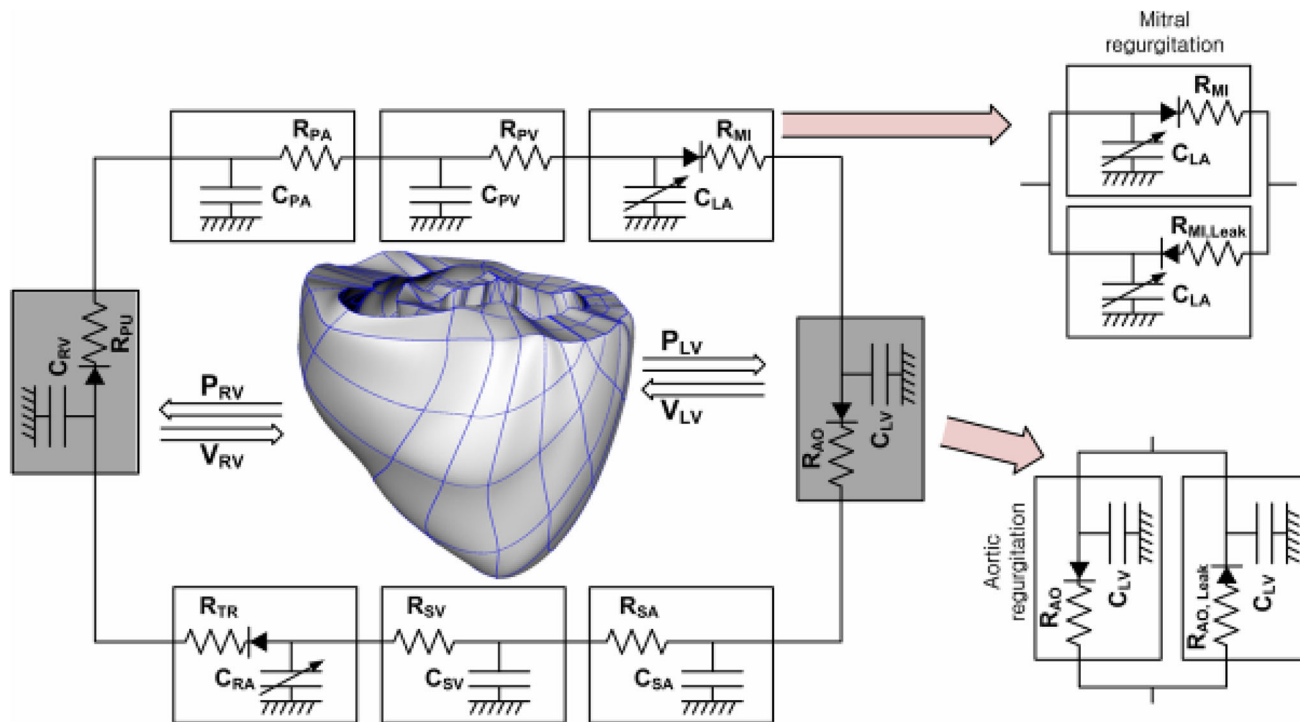 Mitral
regurgitation
R_MI
C_LA
R_MI,Leak
C_LA
R_PA
C_PA
R_PV
C_PV
R_MI
C_LA
C_RV
R_PU
P_RV
V_RV
P_LV
V_LV
R_AO
C_LV
Aortic
regurgitation
R_AO
C_LV
R_AO, Leak
C_LV
R_TR
C_RA
R_SV
C_SV
R_SA
C_SA